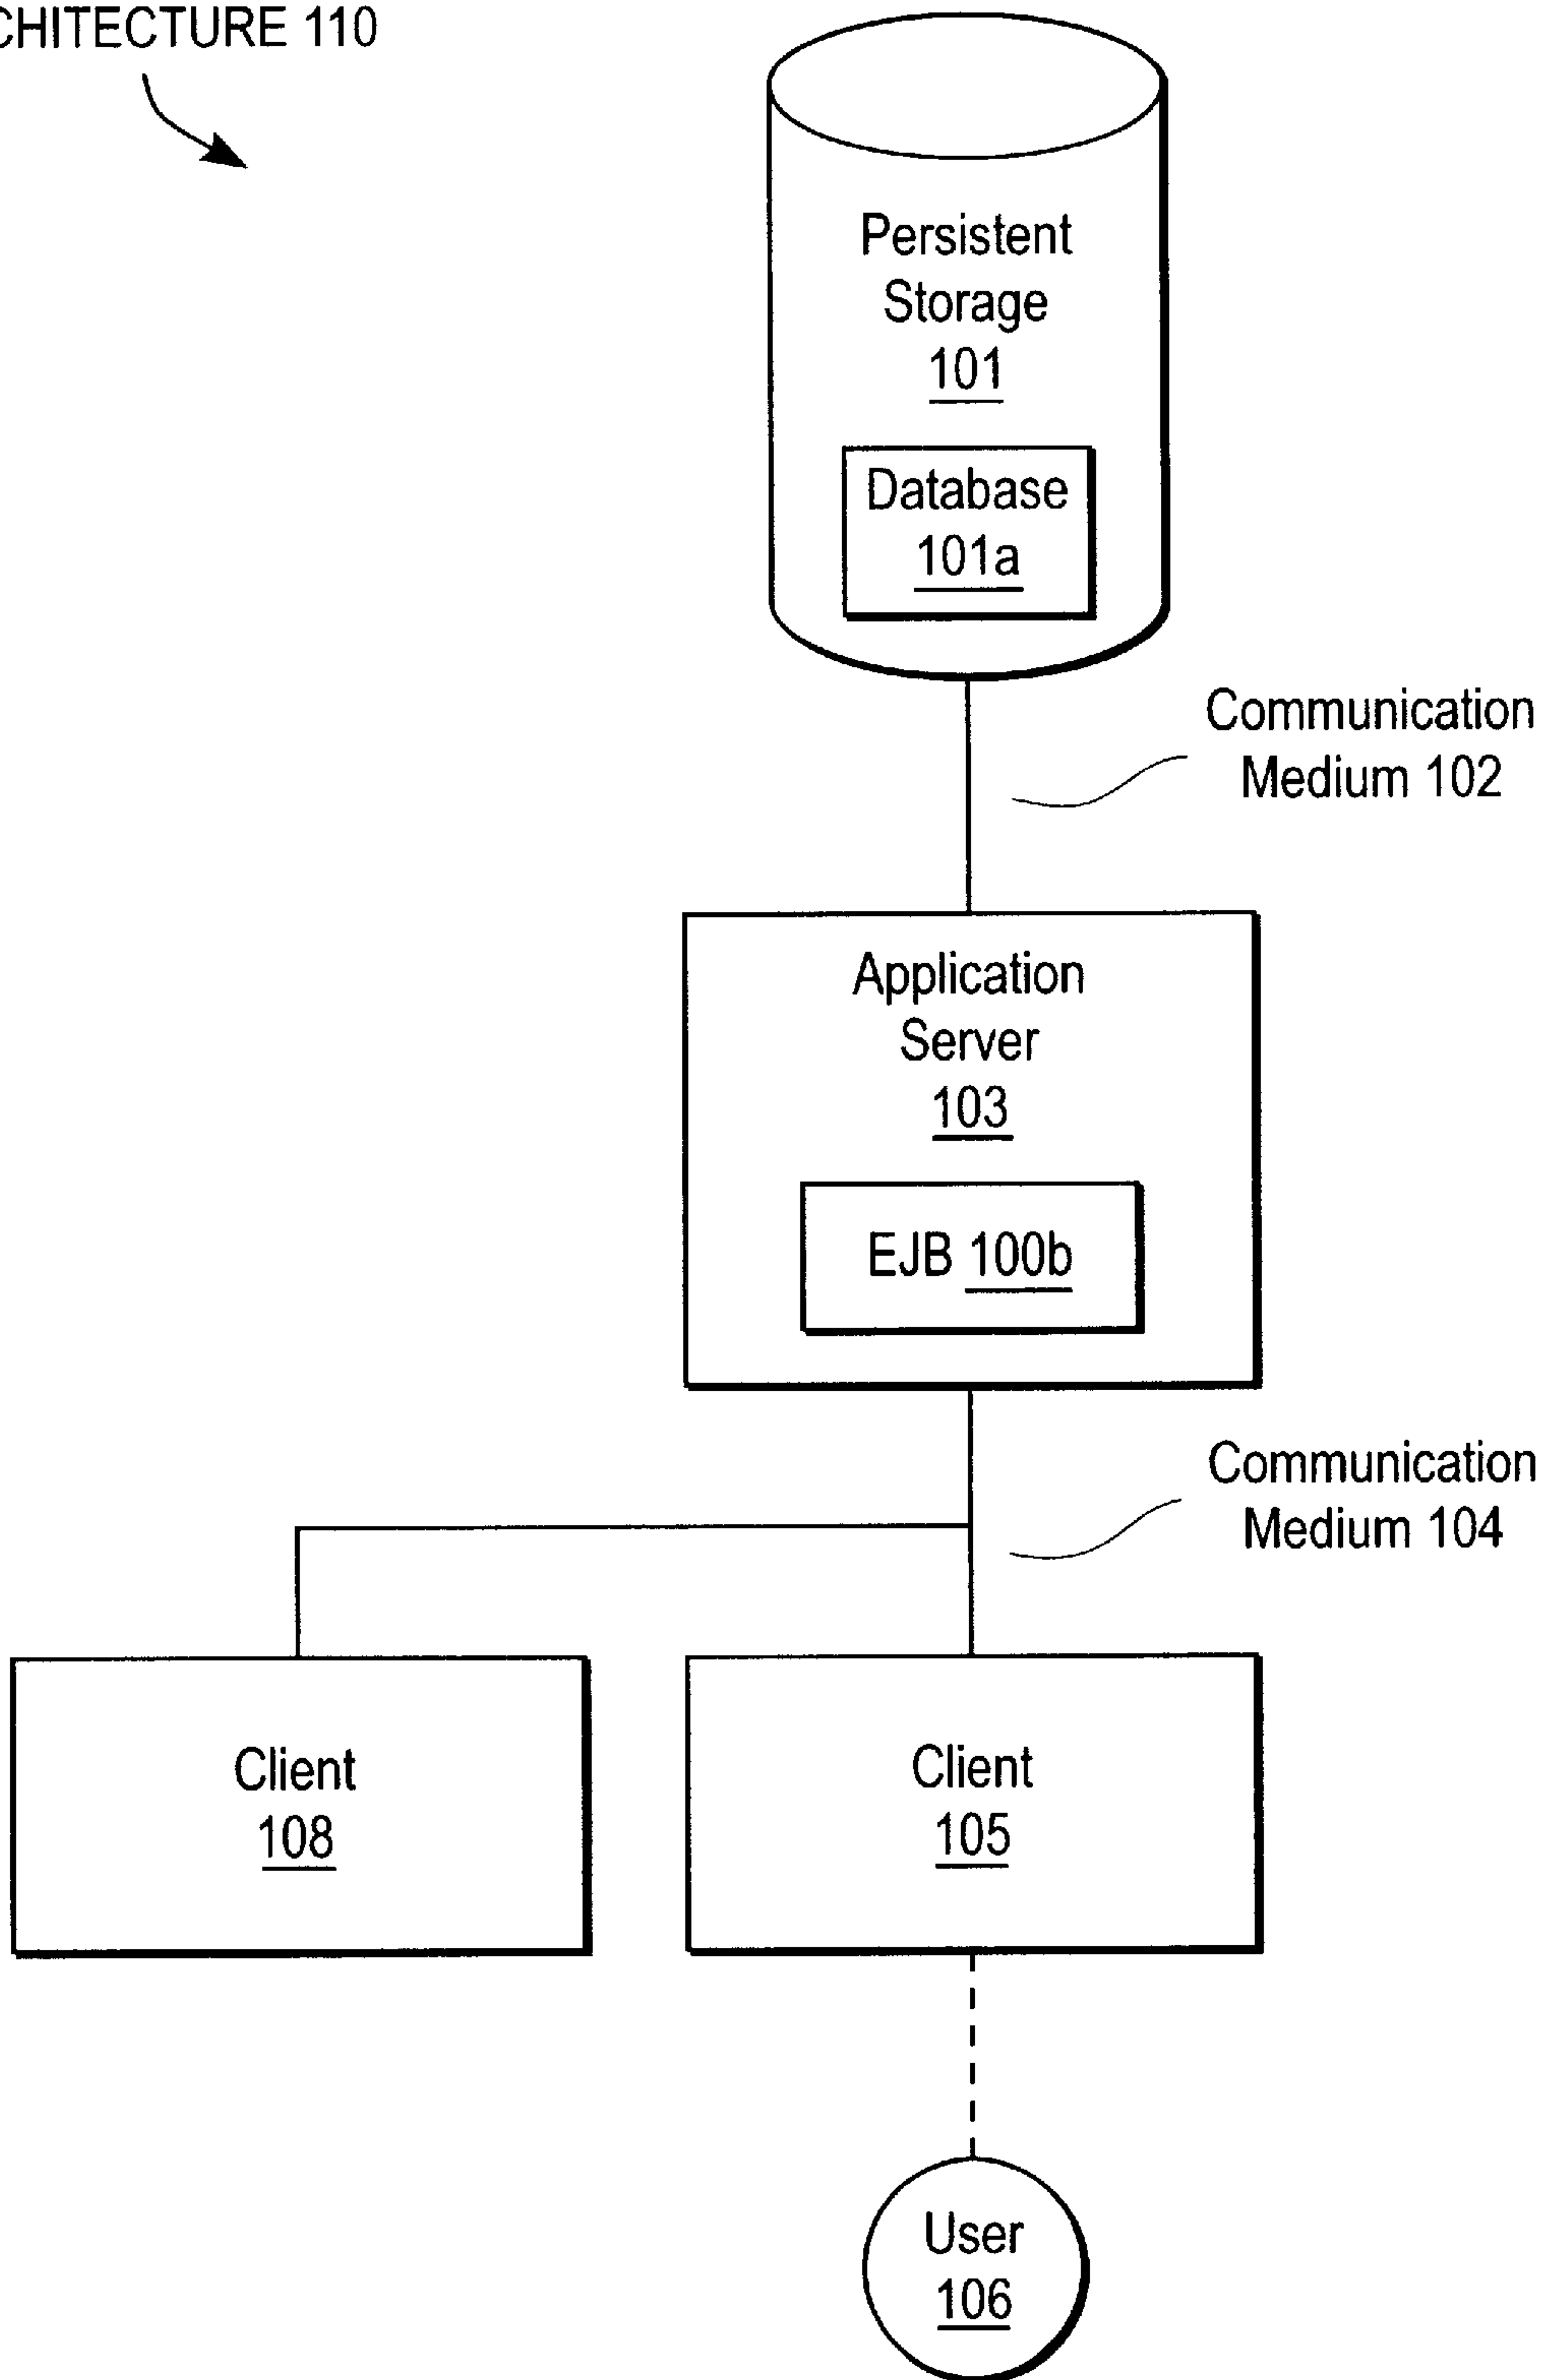 CHITECTURE 110
Persistent
Storage
101
Database
101a
Communication
Medium 102
Application
Server
103
EJB 100b
Communication
Medium 104
Client
108
Client
105
User
106